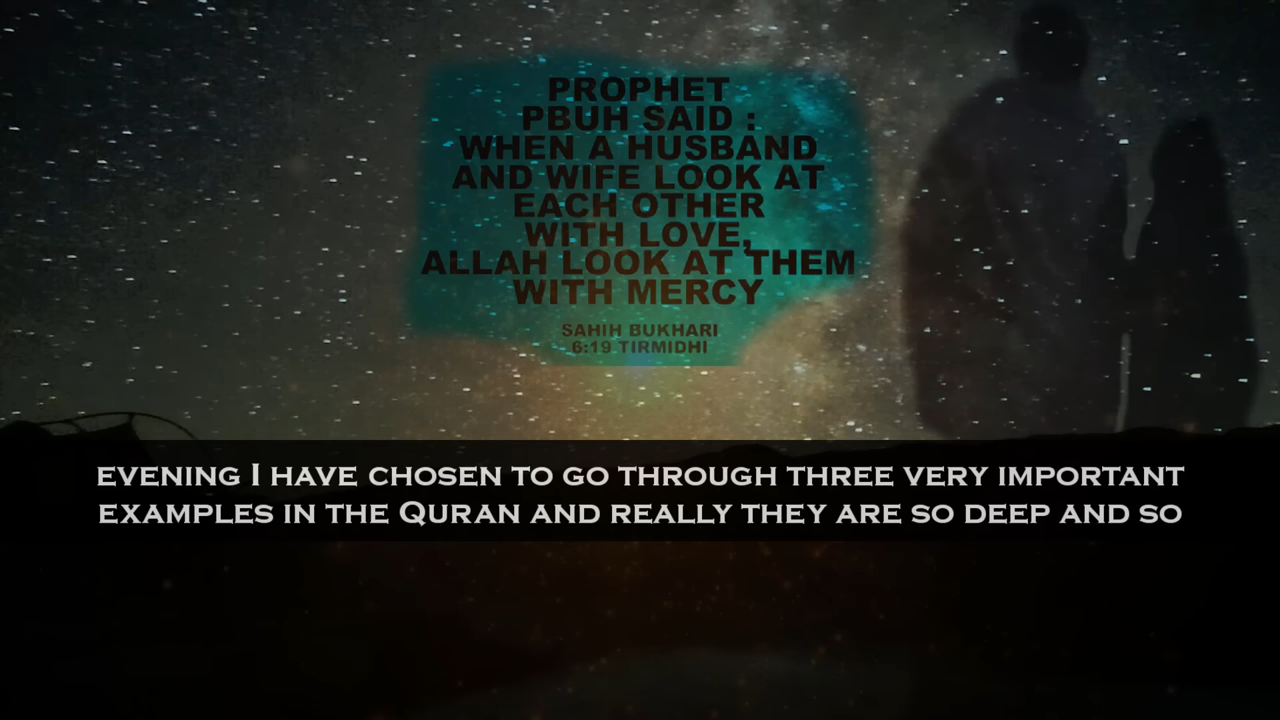 PROPHET
PBUH SAID :
WHEN A HUSBAND
AND WIFE LOOK AT
EACH OTHER
WITH LOVE,
ALLAH LOOK AT THEM
WITH MERCY
SAHIH BUKHARI
6:19 TIRMIDHI
EVENING I HAVE CHOSEN TO GO THROUGH THREE VERY IMPORTANT
EXAMPLES IN THE QURAN AND REALLY THEY ARE SO DEEP AND SO